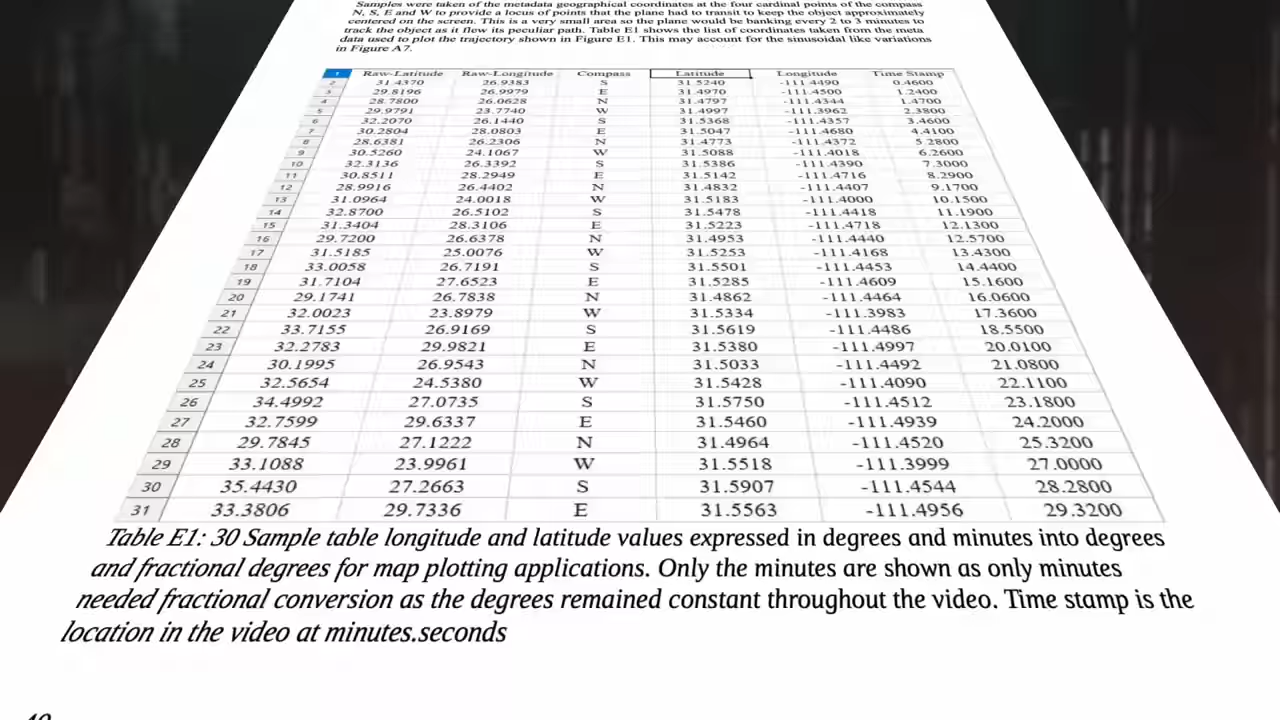 Samples were taken of the metadata geographical coordinates at the four cardinal points of the compass
N, S, E and W to provide a locus of points that the plane had to transit to keep the object approximately
centered on the screen. This is a very small area so the plane would be banking every 2 to 3 minutes to
track the object as it flew its peculiar path. Table E1 shows the list of coordinates taken from the meta
data used to plot the trajectory shown in Figure E1. This may account for the sinusoidal like variations
in Figure A7.
1 Raw-Latitude Raw-Longitude Compass Latitude Longitude Time Stamp
2 31.4370 26.9383 S 31.5240 -111.4490 0.4600
3 29.8196 26.9979 E 31.4970 -111.4500 1.2400
4 28.7800 26.0628 N 31.4797 -111.4344 1.4700
5 29.9791 23.7740 W 31.4997 -111.3962 2.3800
6 32.2070 26.1440 S 31.5368 -111.4357 3.4600
7 30.2804 28.0803 E 31.5047 -111.4680 4.4100
8 28.6381 26.2306 N 31.4773 -111.4372 5.2800
9 30.5260 24.1067 W 31.5088 -111.4018 6.2600
10 32.3136 26.3392 S 31.5386 -111.4390 7.3000
11 30.8511 28.2949 E 31.5142 -111.4716 8.2900
12 28.9916 26.4402 N 31.4832 -111.4407 9.1700
13 31.0964 24.0018 W 31.5183 -111.4000 10.1500
14 32.8700 26.5102 S 31.5478 -111.4418 11.1900
15 31.3404 28.3106 E 31.5223 -111.4718 12.1300
16 29.7200 26.6378 N 31.4953 -111.4440 12.5700
17 31.5185 25.0076 W 31.5253 -111.4168 13.4300
18 33.0058 26.7191 S 31.5501 -111.4453 14.4400
19 31.7104 27.6523 E 31.5285 -111.4609 15.1600
20 29.1741 26.7838 N 31.4862 -111.4464 16.0600
21 32.0023 23.8979 W 31.5334 -111.3983 17.3600
22 33.7155 26.9169 S 31.5619 -111.4486 18.5500
23 32.2783 29.9821 E 31.5380 -111.4997 20.0100
24 30.1995 26.9543 N 31.5033 -111.4492 21.0800
25 32.5654 24.5380 W 31.5428 -111.4090 22.1100
26 34.4992 27.0735 S 31.5750 -111.4512 23.1800
27 32.7599 29.6337 E 31.5460 -111.4939 24.2000
28 29.7845 27.1222 N 31.4964 -111.4520 25.3200
29 33.1088 23.9961 W 31.5518 -111.3999 27.0000
30 35.4430 27.2663 S 31.5907 -111.4544 28.2800
31 33.3806 29.7336 E 31.5563 -111.4956 29.3200
Table E1: 30 Sample table longitude and latitude values expressed in degrees and minutes into degrees
and fractional degrees for map plotting applications. Only the minutes are shown as only minutes
needed fractional conversion as the degrees remained constant throughout the video. Time stamp is the
location in the video at minutes.seconds